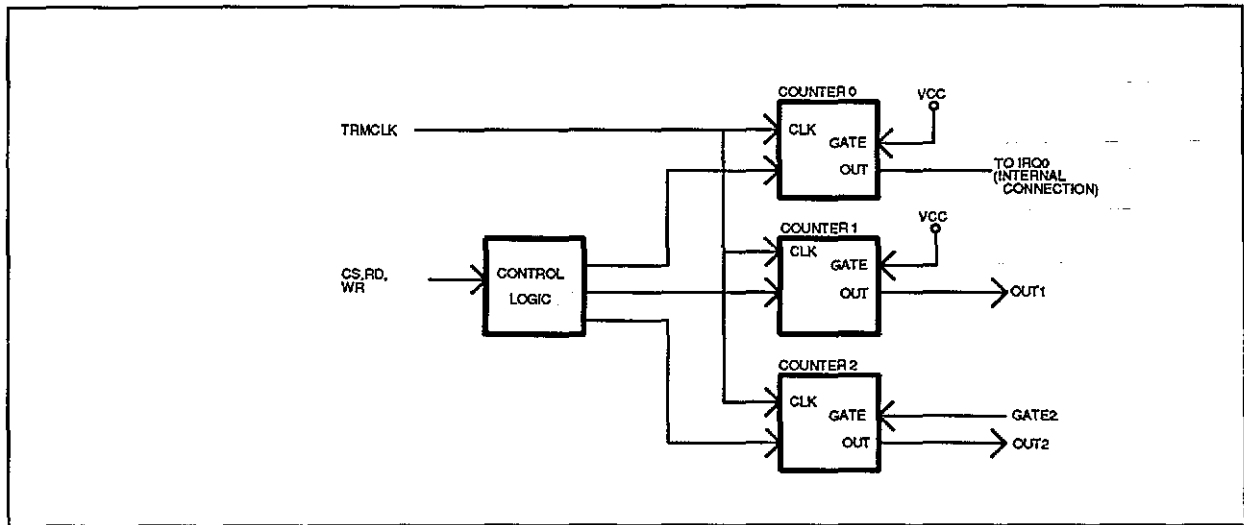 COUNTER 0
VCC
TRMCLK
CLK
GATE
OUT
TO IRQ0
(INTERNAL
CONNECTION)
COUNTER 1
VCC
CLK
GATE
OUT
OUT1
CS,RD,
WR
CONTROL
LOGIC
COUNTER 2
CLK
GATE
OUT
GATE2
OUT2